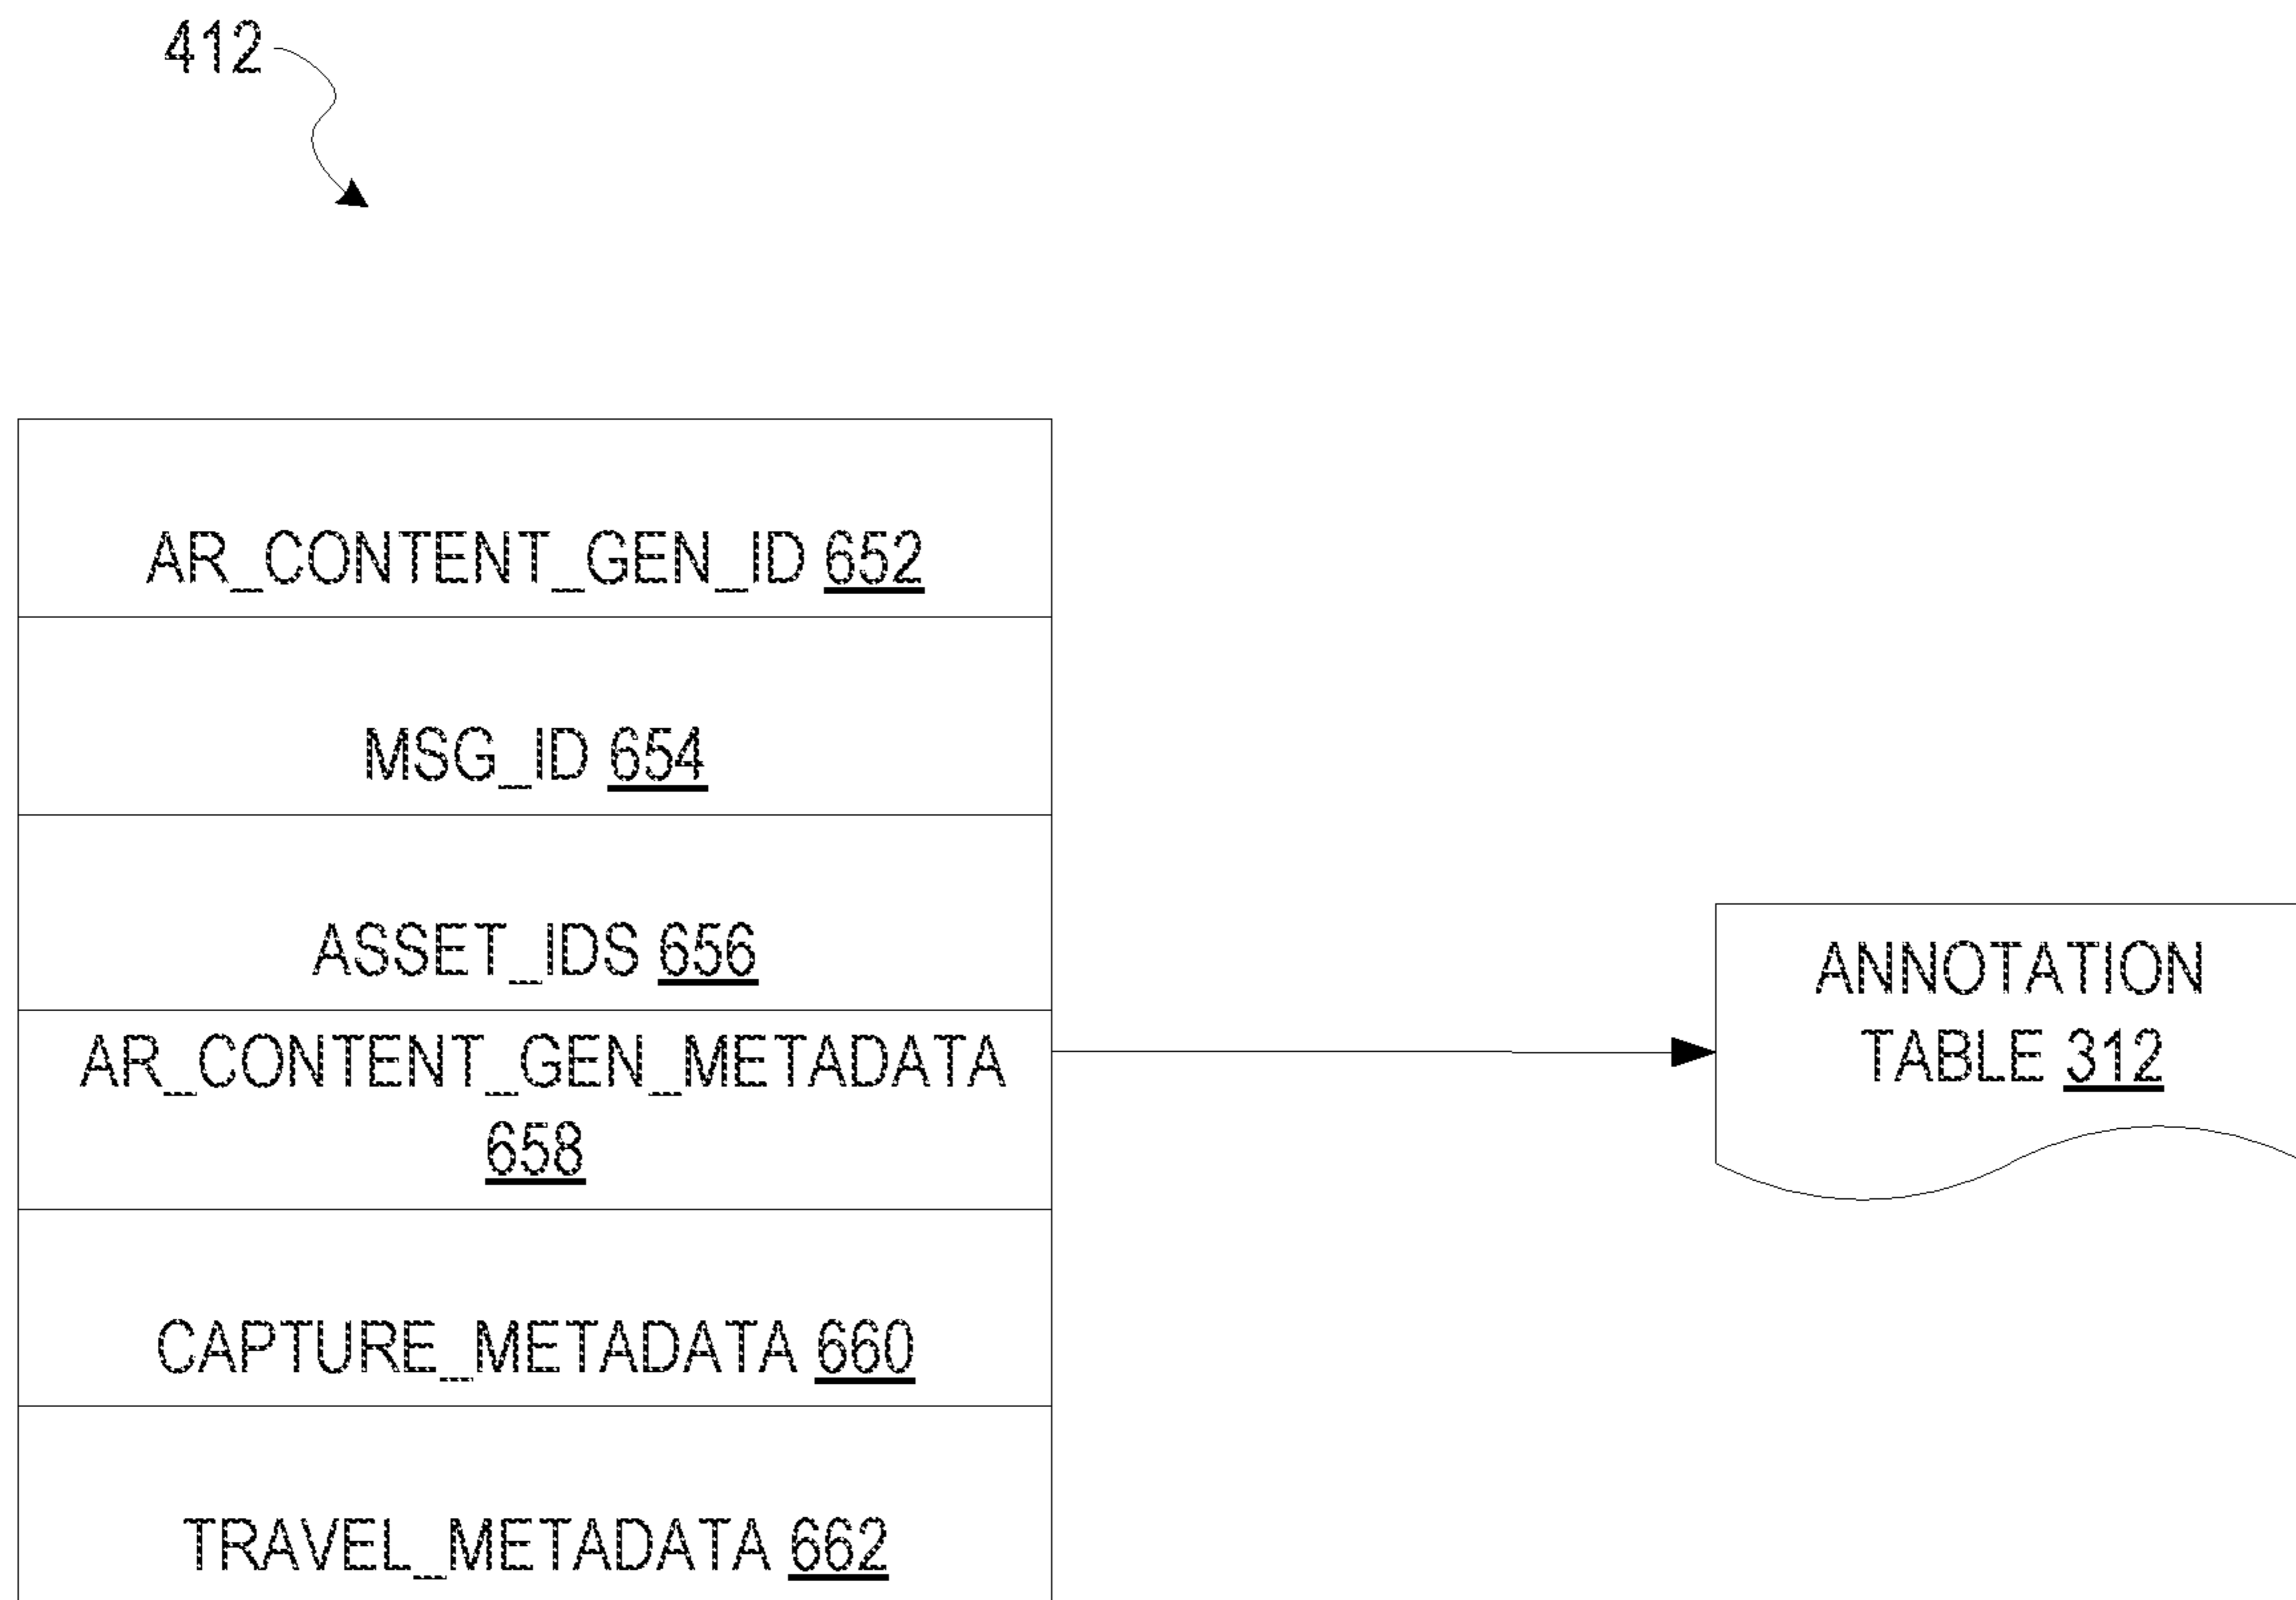 412
AR_CONTENT_GEN_ID 652
MSG_ID 654
ASSET_IDS 656
AR_CONTENT_GEN_METADATA
658
CAPTURE_METADATA 660
TRAVEL_METADATA 662
ANNOTATION
TABLE 312